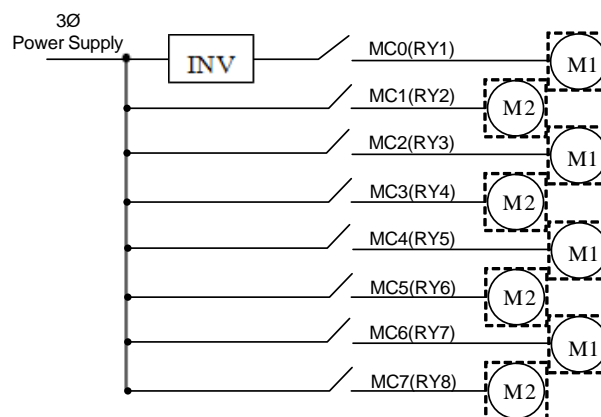 3Ø
Power Supply
INV
MC0(RY1)
M1
MC1(RY2)
M2
MC2(RY3)
M1
MC3(RY4)
M2
MC4(RY5)
M1
MC5(RY6)
M2
MC6(RY7)
M1
MC7(RY8)
M2